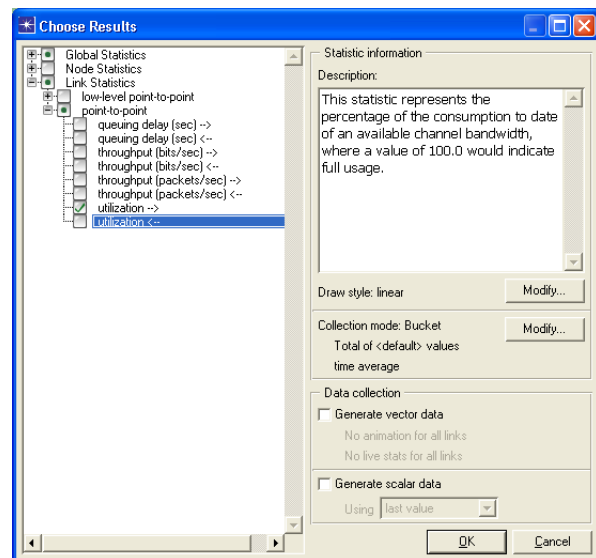 Choose Results
Global Statistics
Node Statistics
Link Statistics
low-level point-to-point
point-to-point
queuing delay (sec) -->
queuing delay (sec) <--
throughput (bits/sec) -->
throughput (bits/sec) <--
throughput (packets/sec) -->
throughput (packets/sec) <--
utilization -->
utilization <--
Statistic information
Description:
This statistic represents the
percentage of the consumption to date
of an available channel bandwidth,
where a value of 100.0 would indicate
full usage.
Draw style: linear
Modify...
Collection mode: Bucket
Modify...
Total of <default> values
time average
Data collection
Generate vector data
No animation for all links
No live stats for all links
Generate scalar data
Using last value
OK
Cancel